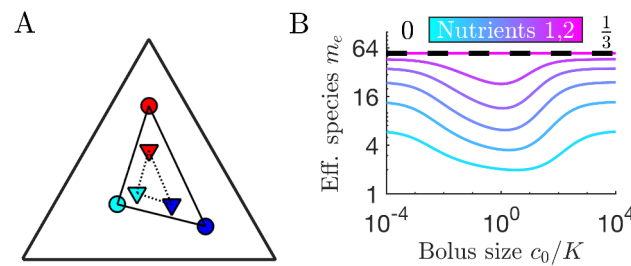 A
B
0 Nutrients 1,2 1/3
Eff. species m_e
64
16
4
1
10^-4 10^0 10^4
Bolus size c_0/K